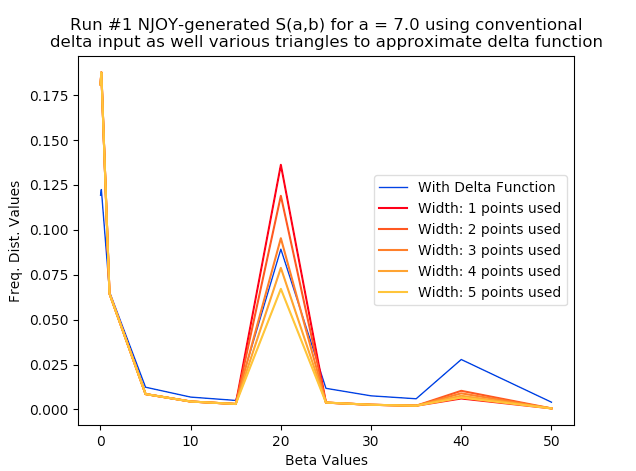 Run #1 NJOY-generated S(a,b) for a = 7.0 using conventional
delta input as well various triangles to approximate delta function
Freq. Dist. Values
0.175
0.150
0.125
0.100
0.075
0.050
0.025
0.000
With Delta Function
Width: 1 points used
Width: 2 points used
Width: 3 points used
Width: 4 points used
Width: 5 points used
0 10 20 30 40 50
Beta Values